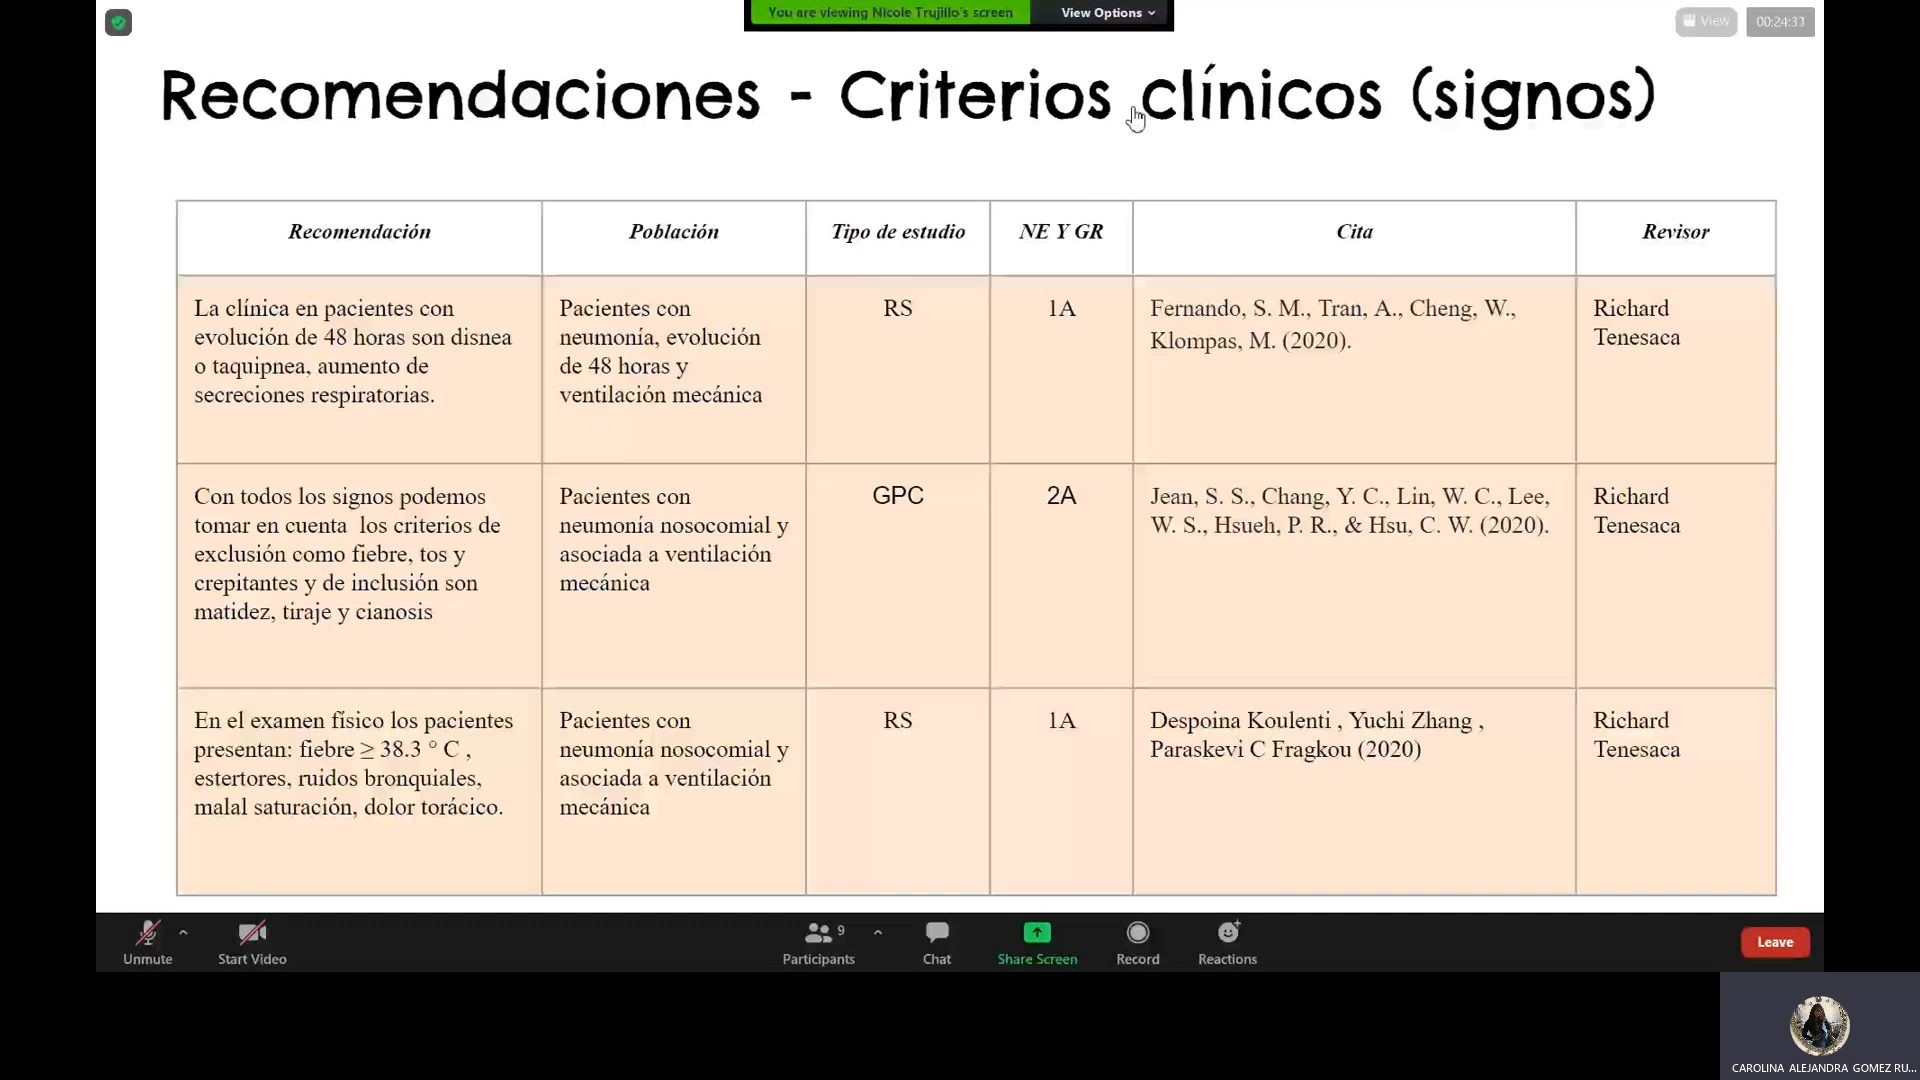 You are viewing Nicole Trujillo's screen
View Options
View
00:24:33
Recomendaciones - Criterios clínicos (signos)
Recomendación
Población
Tipo de estudio
NE Y GR
Cita
Revisor
La clínica en pacientes con
evolución de 48 horas son disnea
o taquipnea, aumento de
secreciones respiratorias.
Pacientes con
neumonía, evolución
de 48 horas y
ventilación mecánica
RS
1A
Fernando, S. M., Tran, A., Cheng, W.,
Klompas, M. (2020).
Richard
Tenesaca
Con todos los signos podemos
tomar en cuenta los criterios de
exclusión como fiebre, tos y
crepitantes y de inclusión son
matidez, tiraje y cianosis
Pacientes con
neumonía nosocomial y
asociada a ventilación
mecánica
GPC
2A
Jean, S. S., Chang, Y. C., Lin, W. C., Lee,
W. S., Hsueh, P. R., & Hsu, C. W. (2020).
Richard
Tenesaca
En el examen físico los pacientes
presentan: fiebre ≥ 38.3 ° C ,
estertores, ruidos bronquiales,
malal saturación, dolor torácico.
Pacientes con
neumonía nosocomial y
asociada a ventilación
mecánica
RS
1A
Despoina Koulenti , Yuchi Zhang ,
Paraskevi C Fragkou (2020)
Richard
Tenesaca
Unmute
Start Video
9
Participants
Chat
Share Screen
Record
Reactions
Leave
CAROLINA ALEJANDRA GOMEZ RU...